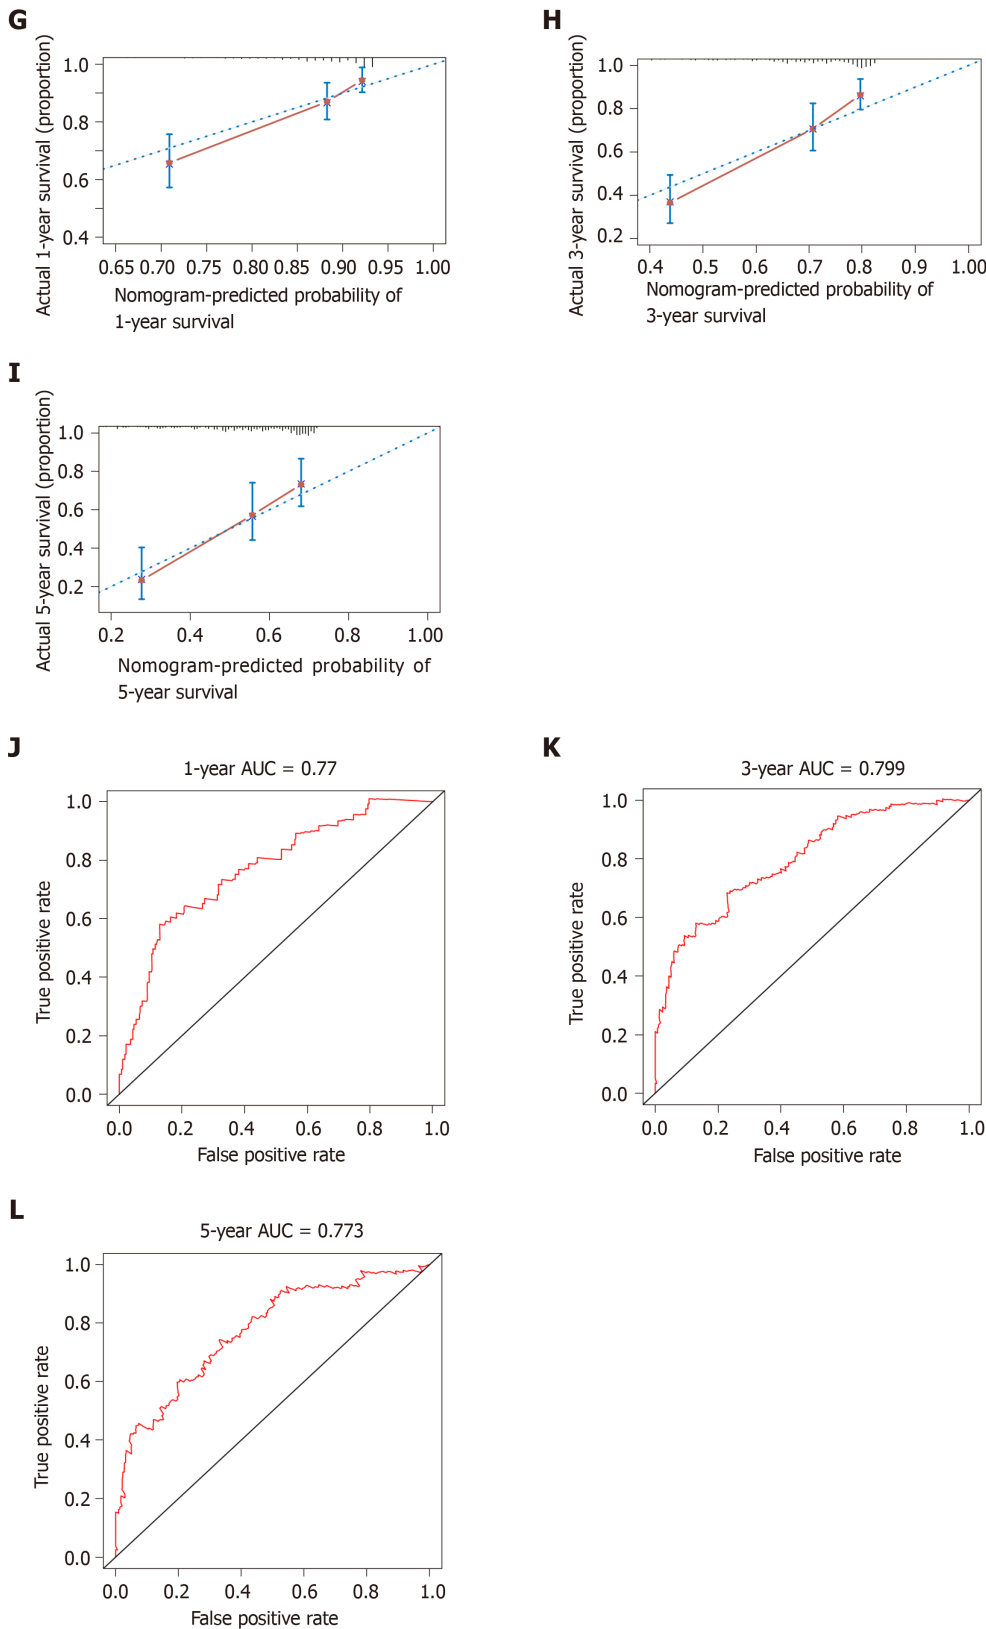 G
Actual 1-year survival (proportion)
1.0
0.8
0.6
0.4
0.65 0.70 0.75 0.80 0.85 0.90 0.95 1.00
Nomogram-predicted probability of
1-year survival
H
Actual 3-year survival (proportion)
1.0
0.8
0.6
0.4
0.2
0.4 0.5 0.6 0.7 0.8 0.9 1.00
Nomogram-predicted probability of
3-year survival
I
Actual 5-year survival (proportion)
1.0
0.8
0.6
0.4
0.2
0.2 0.4 0.6 0.8 1.00
Nomogram-predicted probability of
5-year survival
J
1-year AUC = 0.77
True positive rate
1.0
0.8
0.6
0.4
0.2
0.0
0.0 0.2 0.4 0.6 0.8 1.0
False positive rate
K
3-year AUC = 0.799
True positive rate
1.0
0.8
0.6
0.4
0.2
0.0
0.0 0.2 0.4 0.6 0.8 1.0
False positive rate
L
5-year AUC = 0.773
True positive rate
1.0
0.8
0.6
0.4
0.2
0.0
0.0 0.2 0.4 0.6 0.8 1.0
False positive rate